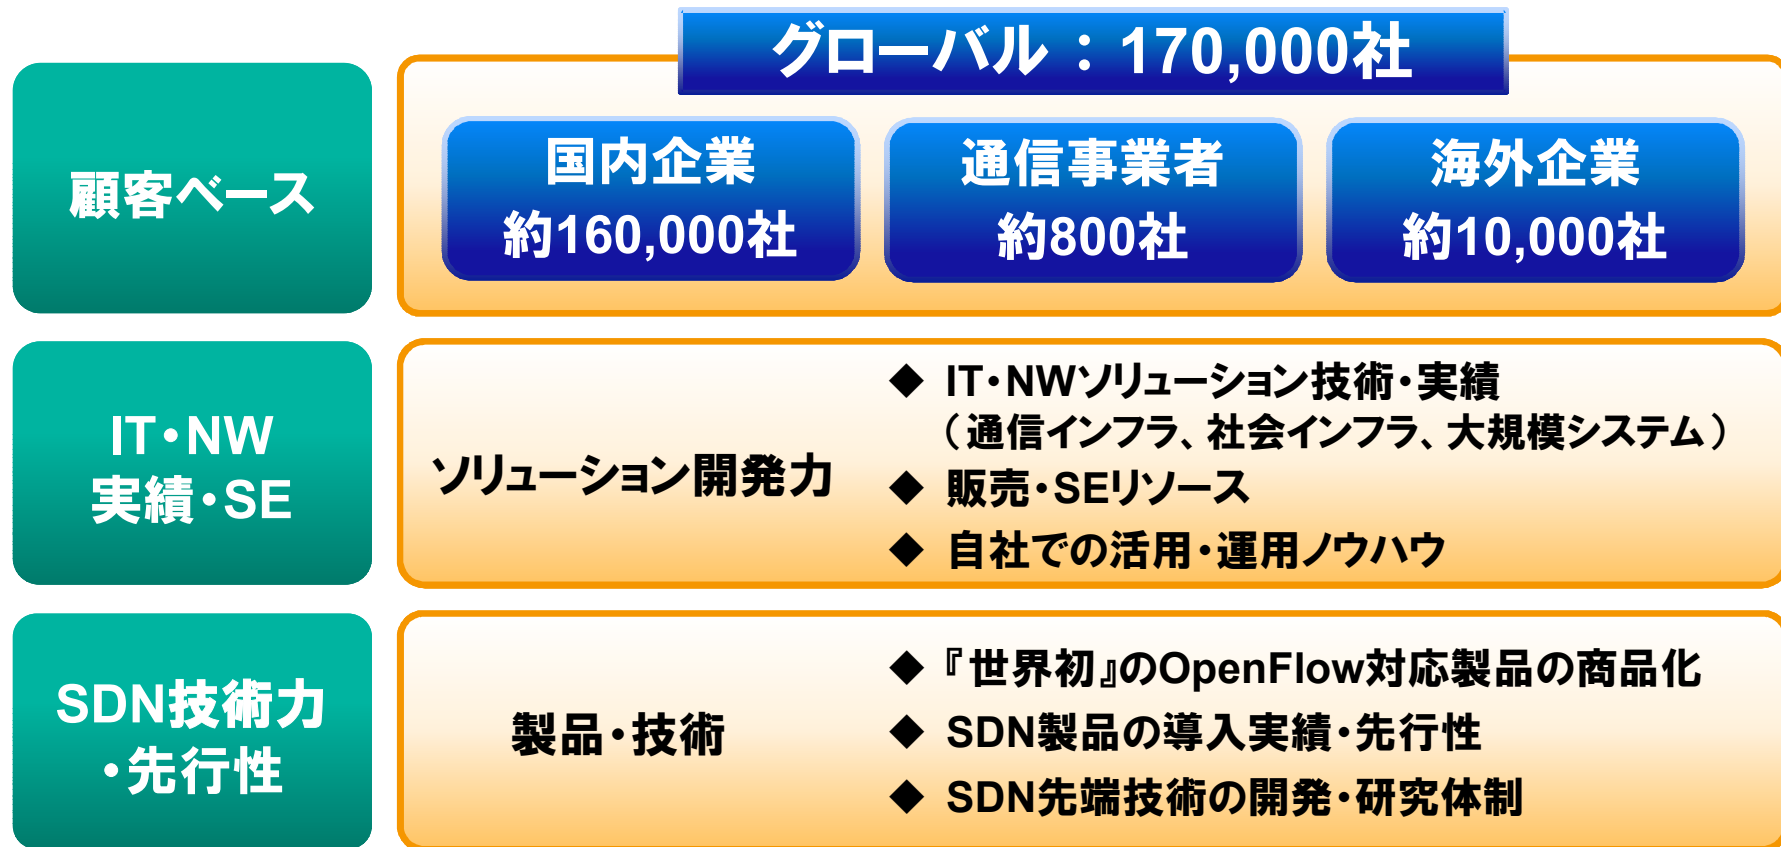 グローバル：170,000社
顧客ベース
国内企業
約160,000社
通信事業者
約800社
海外企業
約10,000社
IT・NW
実績・SE
ソリューション開発力
◆ IT・NWソリューション技術・実績
（通信インフラ、社会インフラ、大規模システム）
◆ 販売・SEリソース
◆ 自社での活用・運用ノウハウ
SDN技術力
・先行性
製品・技術
◆『世界初』のOpenFlow対応製品の商品化
◆ SDN製品の導入実績・先行性
◆ SDN先端技術の開発・研究体制